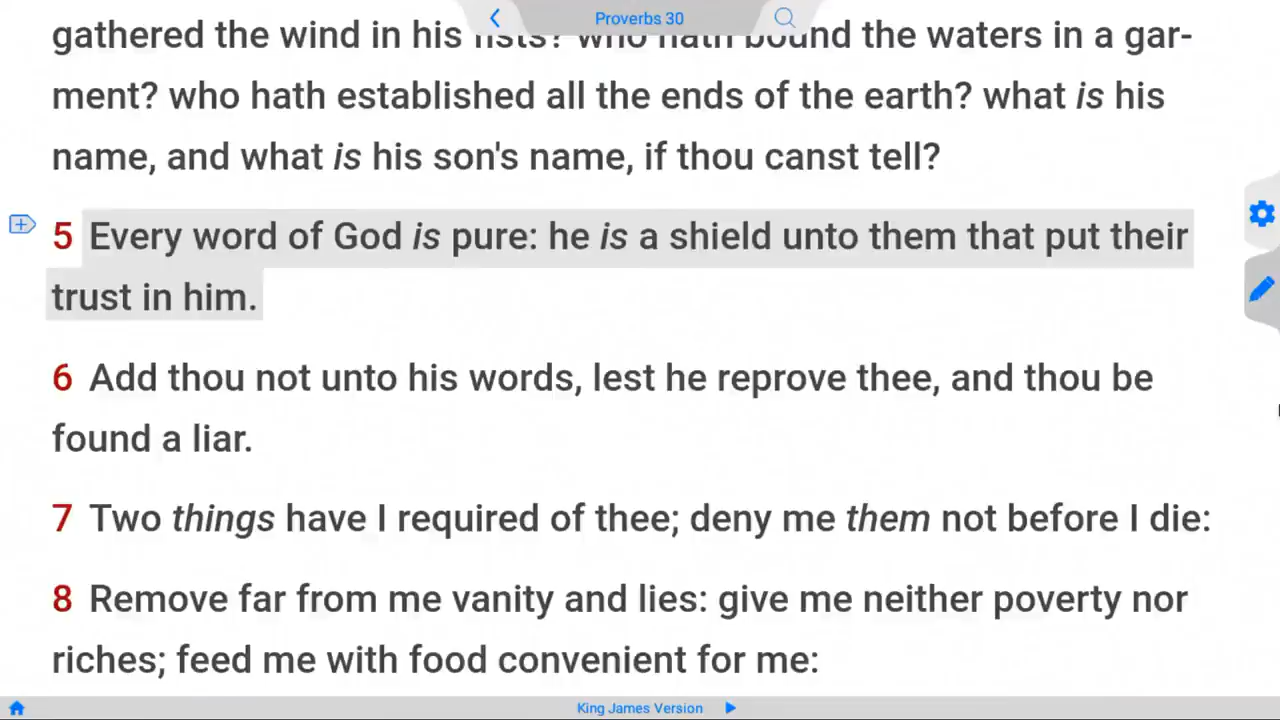 Proverbs 30
gathered the wind in his fists? who hath bound the waters in a gar-
ment? who hath established all the ends of the earth? what is his
name, and what is his son's name, if thou canst tell?
5 Every word of God is pure: he is a shield unto them that put their
trust in him.
6 Add thou not unto his words, lest he reprove thee, and thou be
found a liar.
7 Two things have I required of thee; deny me them not before I die:
8 Remove far from me vanity and lies: give me neither poverty nor
riches; feed me with food convenient for me:
King James Version